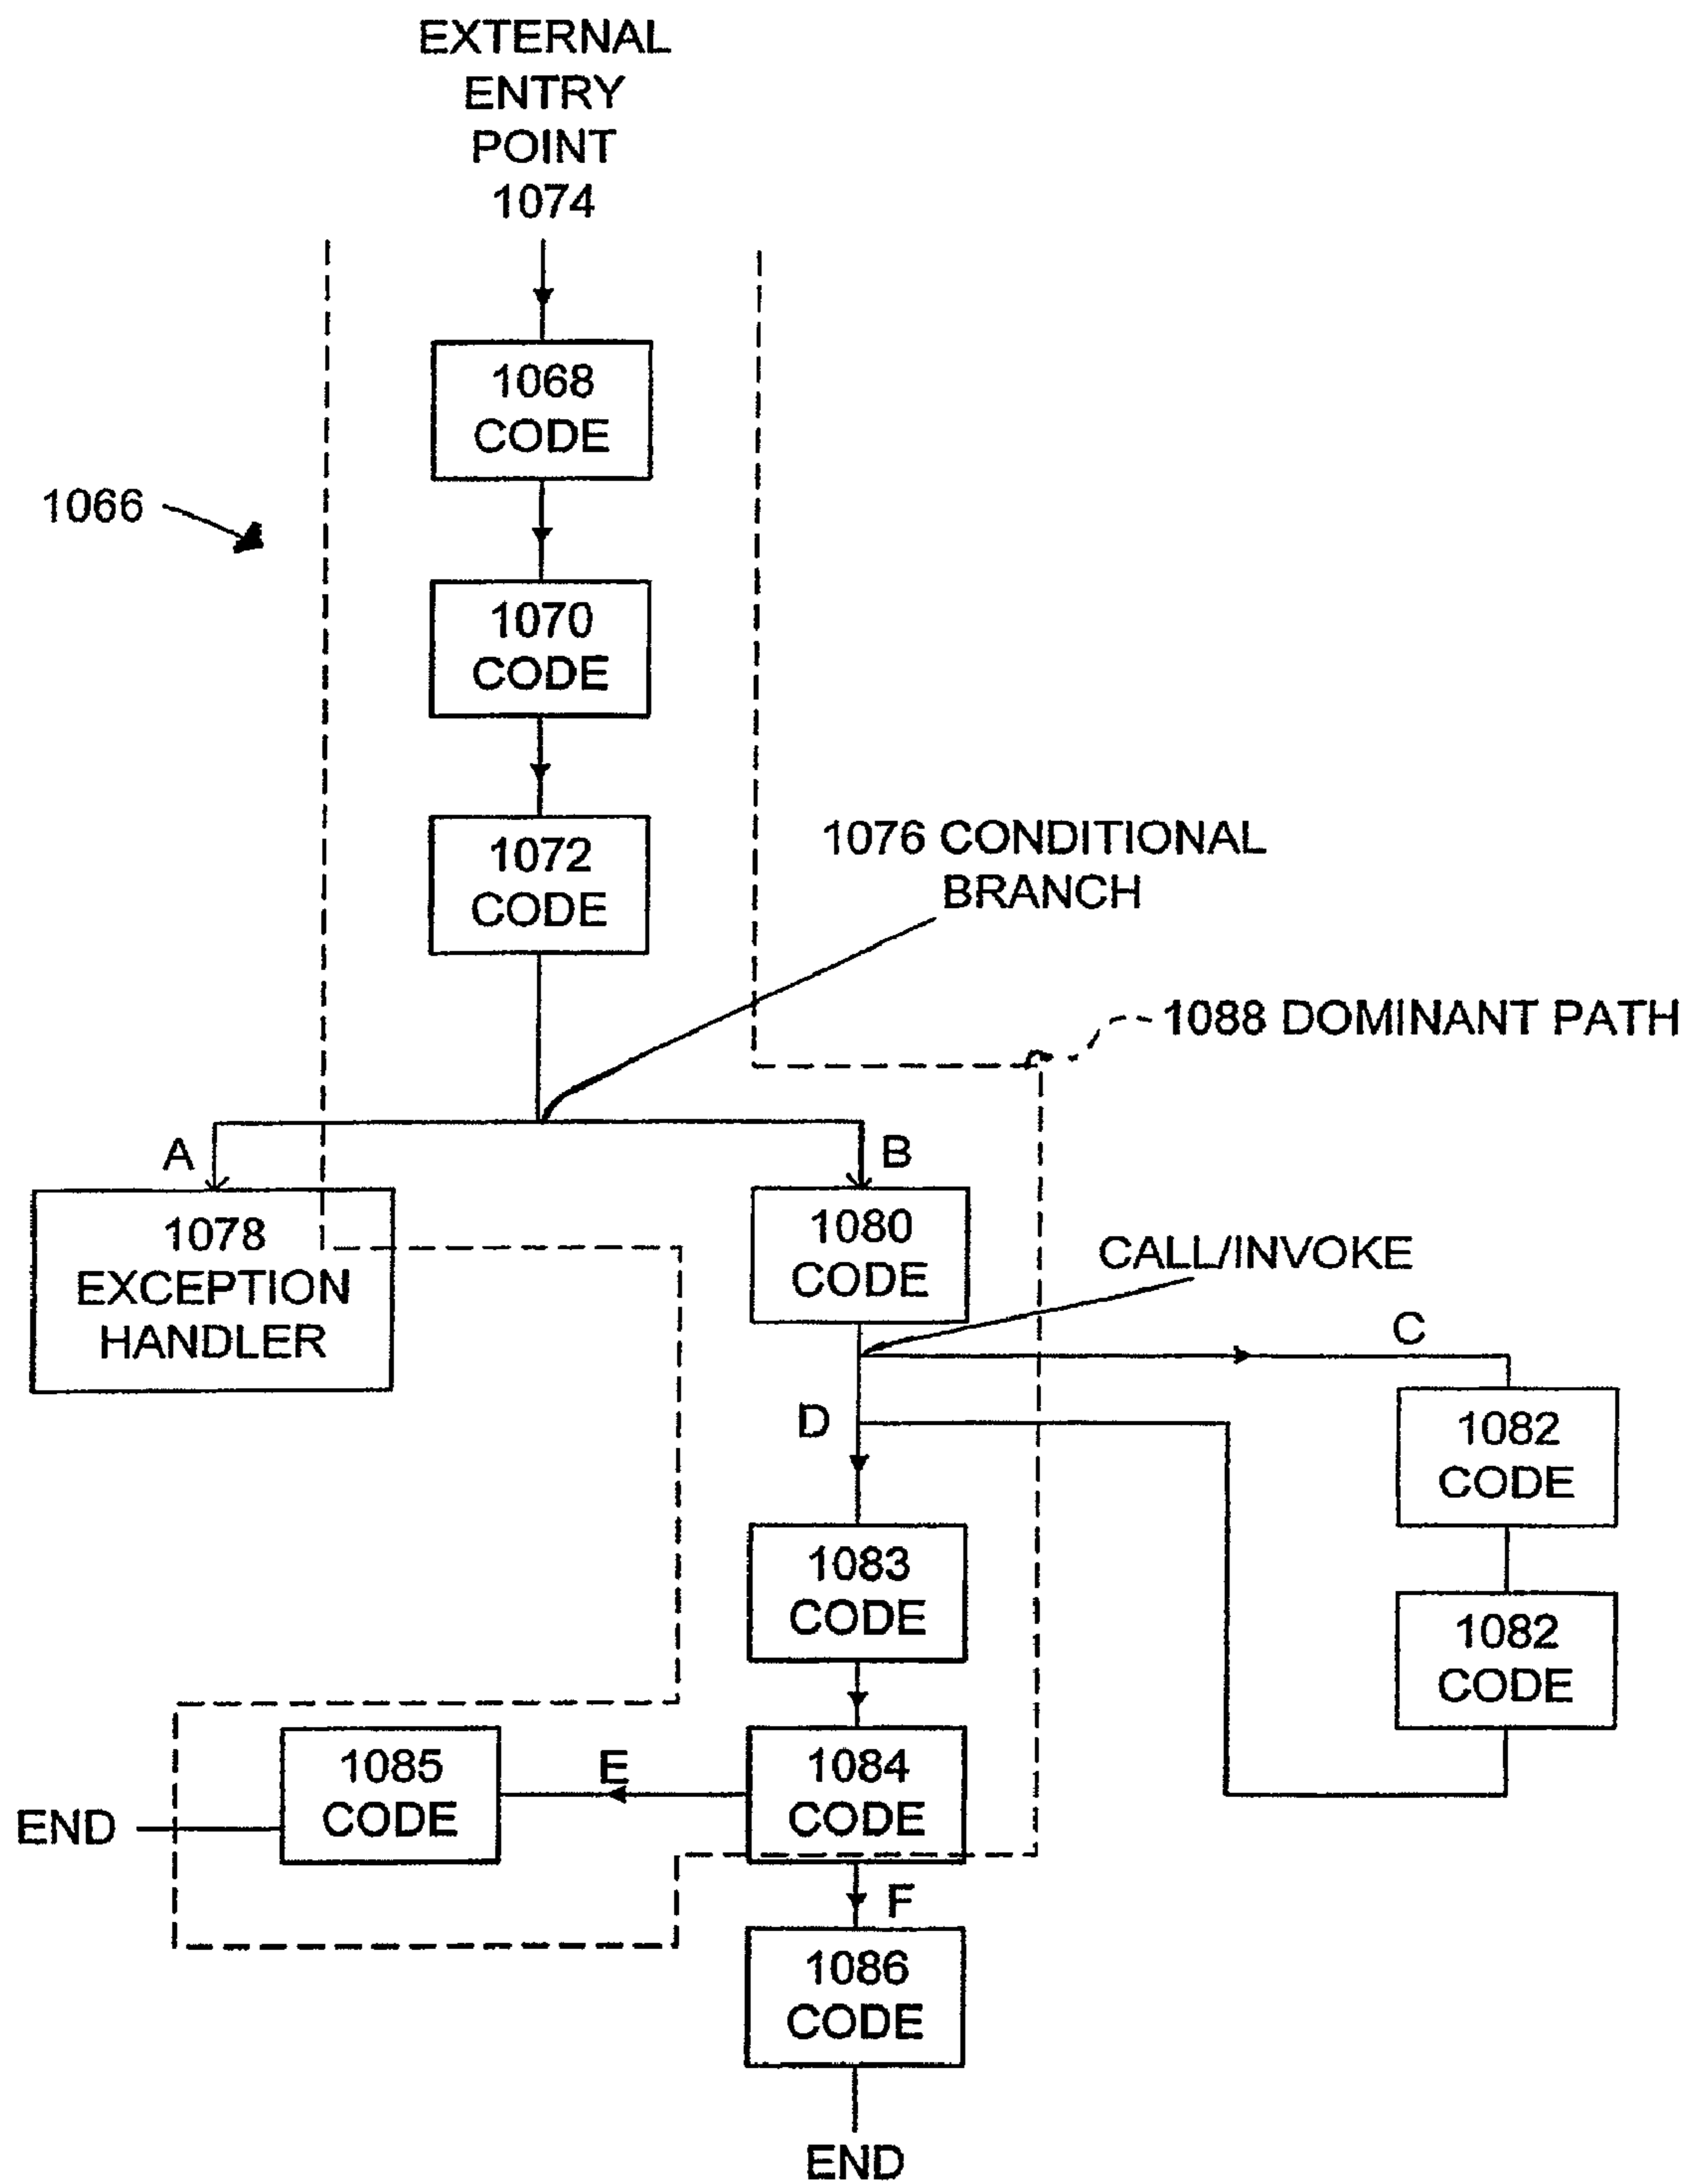 EXTERNAL
ENTRY
POINT
1074
1068
CODE
1066
1070
CODE
1072
CODE
1076 CONDITIONAL
BRANCH
1088 DOMINANT PATH
A
B
1078
EXCEPTION
HANDLER
1080
CODE
CALL/INVOKE
C
D
1082
CODE
1083
CODE
1082
CODE
1085
CODE
E
1084
CODE
END
F
1086
CODE
END